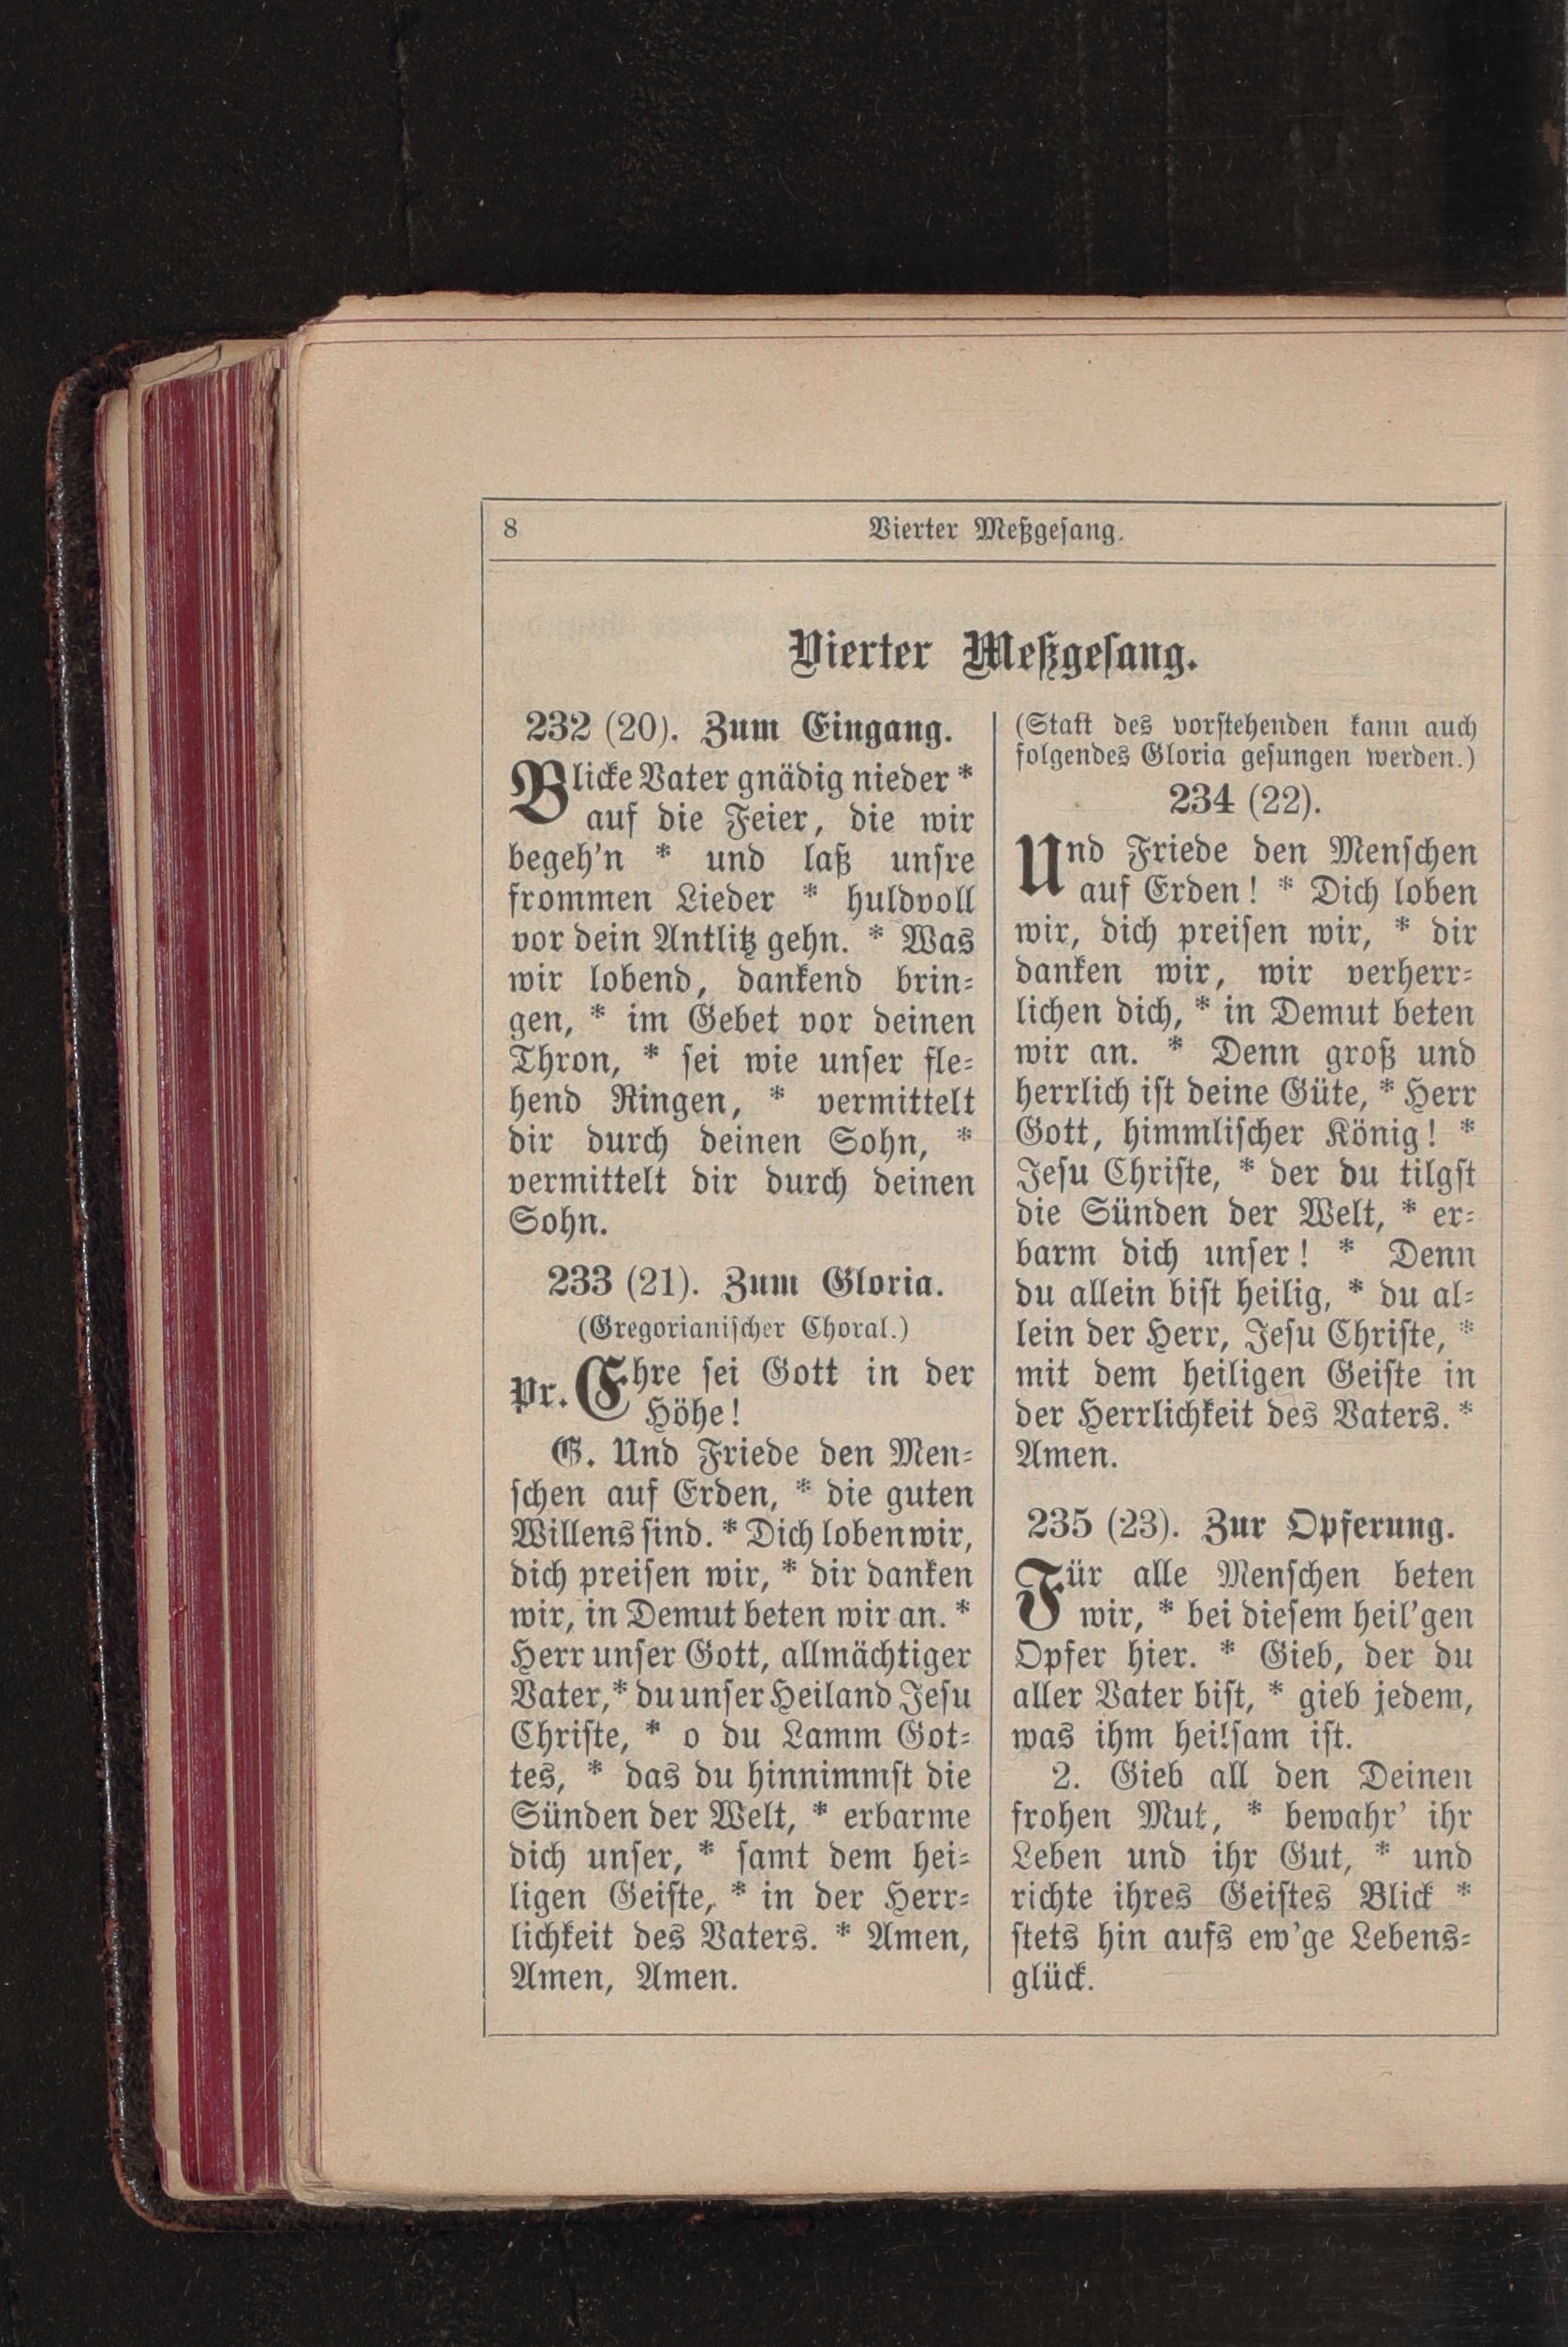 8
Vierter Meßgesang.
Vierter Meßgesang.
232 (20). Zum Eingang.
Blicke Vater gnädig nieder *
auf die Feier, die wir
begeh'n * und laß unsre
frommen Lieder * huldvoll
vor dein Antlitz gehn. * Was
wir lobend, dankend brin-
gen, * im Gebet vor deinen
Thron, * sei wie unser fle-
hend Ringen, * vermittelt
dir durch deinen Sohn, *
vermittelt dir durch deinen
Sohn.
233 (21). Zum Gloria.
(Gregorianischer Choral.)
Pr. Ehre sei Gott in der
Höhe!
G. Und Friede den Men-
schen auf Erden, * die guten
Willens sind. * Dich loben wir,
dich preisen wir, * dir danken
wir, in Demut beten wir an. *
Herr unser Gott, allmächtiger
Vater, * du unser Heiland Jesu
Christe, * o du Lamm Got-
tes, * das du hinnimmst die
Sünden der Welt, * erbarme
dich unser, * samt dem hei-
ligen Geiste, * in der Herr-
lichkeit des Vaters. * Amen,
Amen, Amen.
(Statt des vorstehenden kann auch
folgendes Gloria gesungen werden.)
234 (22).
Und Friede den Menschen
auf Erden! * Dich loben
wir, dich preisen wir, * dir
danken wir, wir verherr-
lichen dich, * in Demut beten
wir an. * Denn groß und
herrlich ist deine Güte, * Herr
Gott, himmlischer König! *
Jesu Christe, * der du tilgst
die Sünden der Welt, * er-
barm dich unser! * Denn
du allein bist heilig, * du al-
lein der Herr, Jesu Christe, *
mit dem heiligen Geiste in
der Herrlichkeit des Vaters. *
Amen.
235 (23). Zur Opferung.
Für alle Menschen beten
wir, * bei diesem heil'gen
Opfer hier. * Gieb, der du
aller Vater bist, * gieb jedem,
was ihm heilsam ist.
2. Gieb all den Deinen
frohen Mut, * bewahr' ihr
Leben und ihr Gut, * und
richte ihres Geistes Blick *
stets hin aufs ew'ge Lebens-
glück.